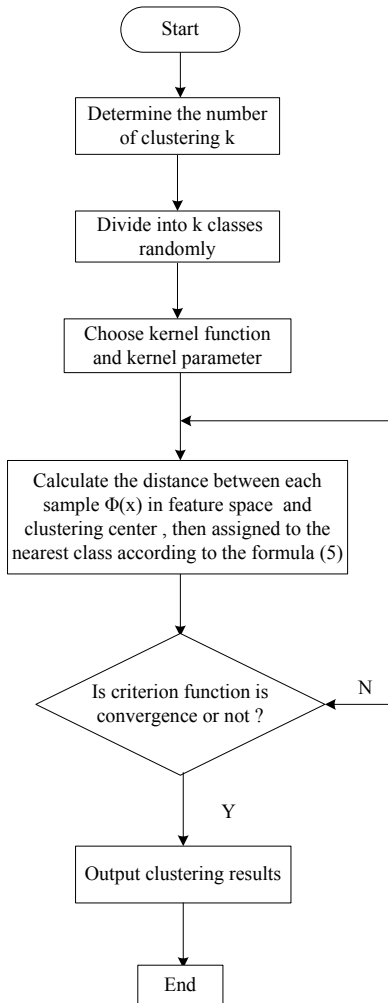 Start
Determine the number
of clustering k
Divide into k classes
randomly
Choose kernel function
and kernel parameter
Calculate the distance between each
sample Φ(x) in feature space and
clustering center , then assigned to the
nearest class according to the formula (5)
Is criterion function is
convergence or not ?
N
Y
Output clustering results
End